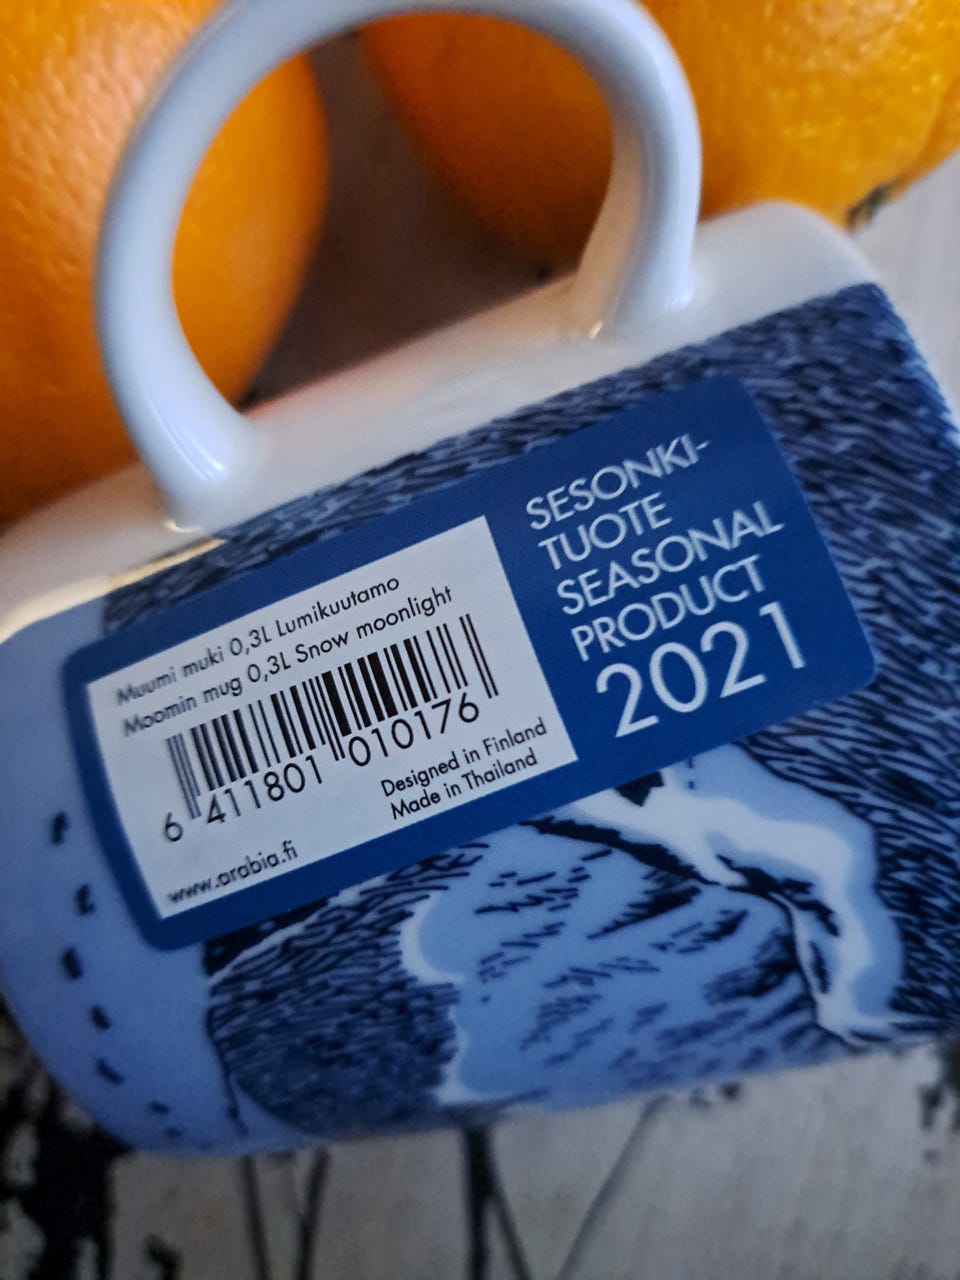 SESONKI-
TUOTE
SEASONAL
PRODUCT
2021
Muumi muki 0,3L Lumikuutamo
Moomin mug 0,3L Snow moonlight
6 411801 010176
Designed in Finland
Made in Thailand
www.arabia.fi